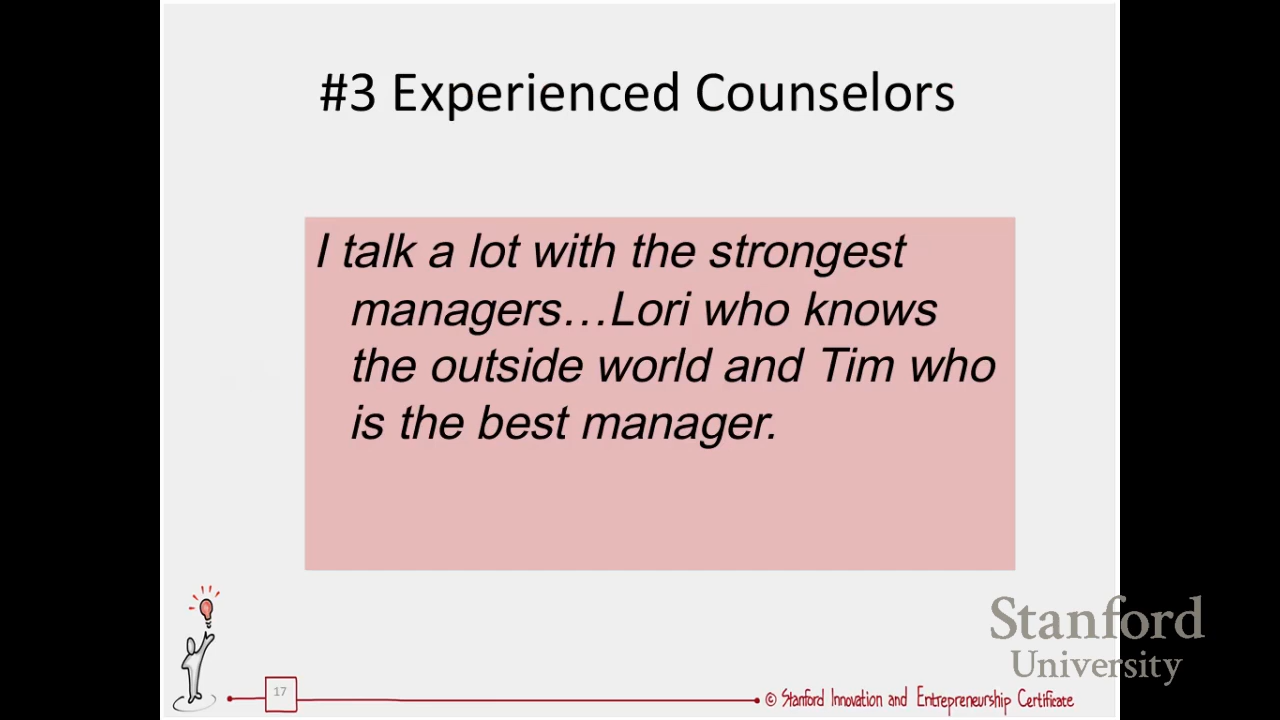 #3 Experienced Counselors
I talk a lot with the strongest
managers…Lori who knows
the outside world and Tim who
is the best manager.
Stanford
University
17
© Stanford Innovation and Entrepreneurship Certificate